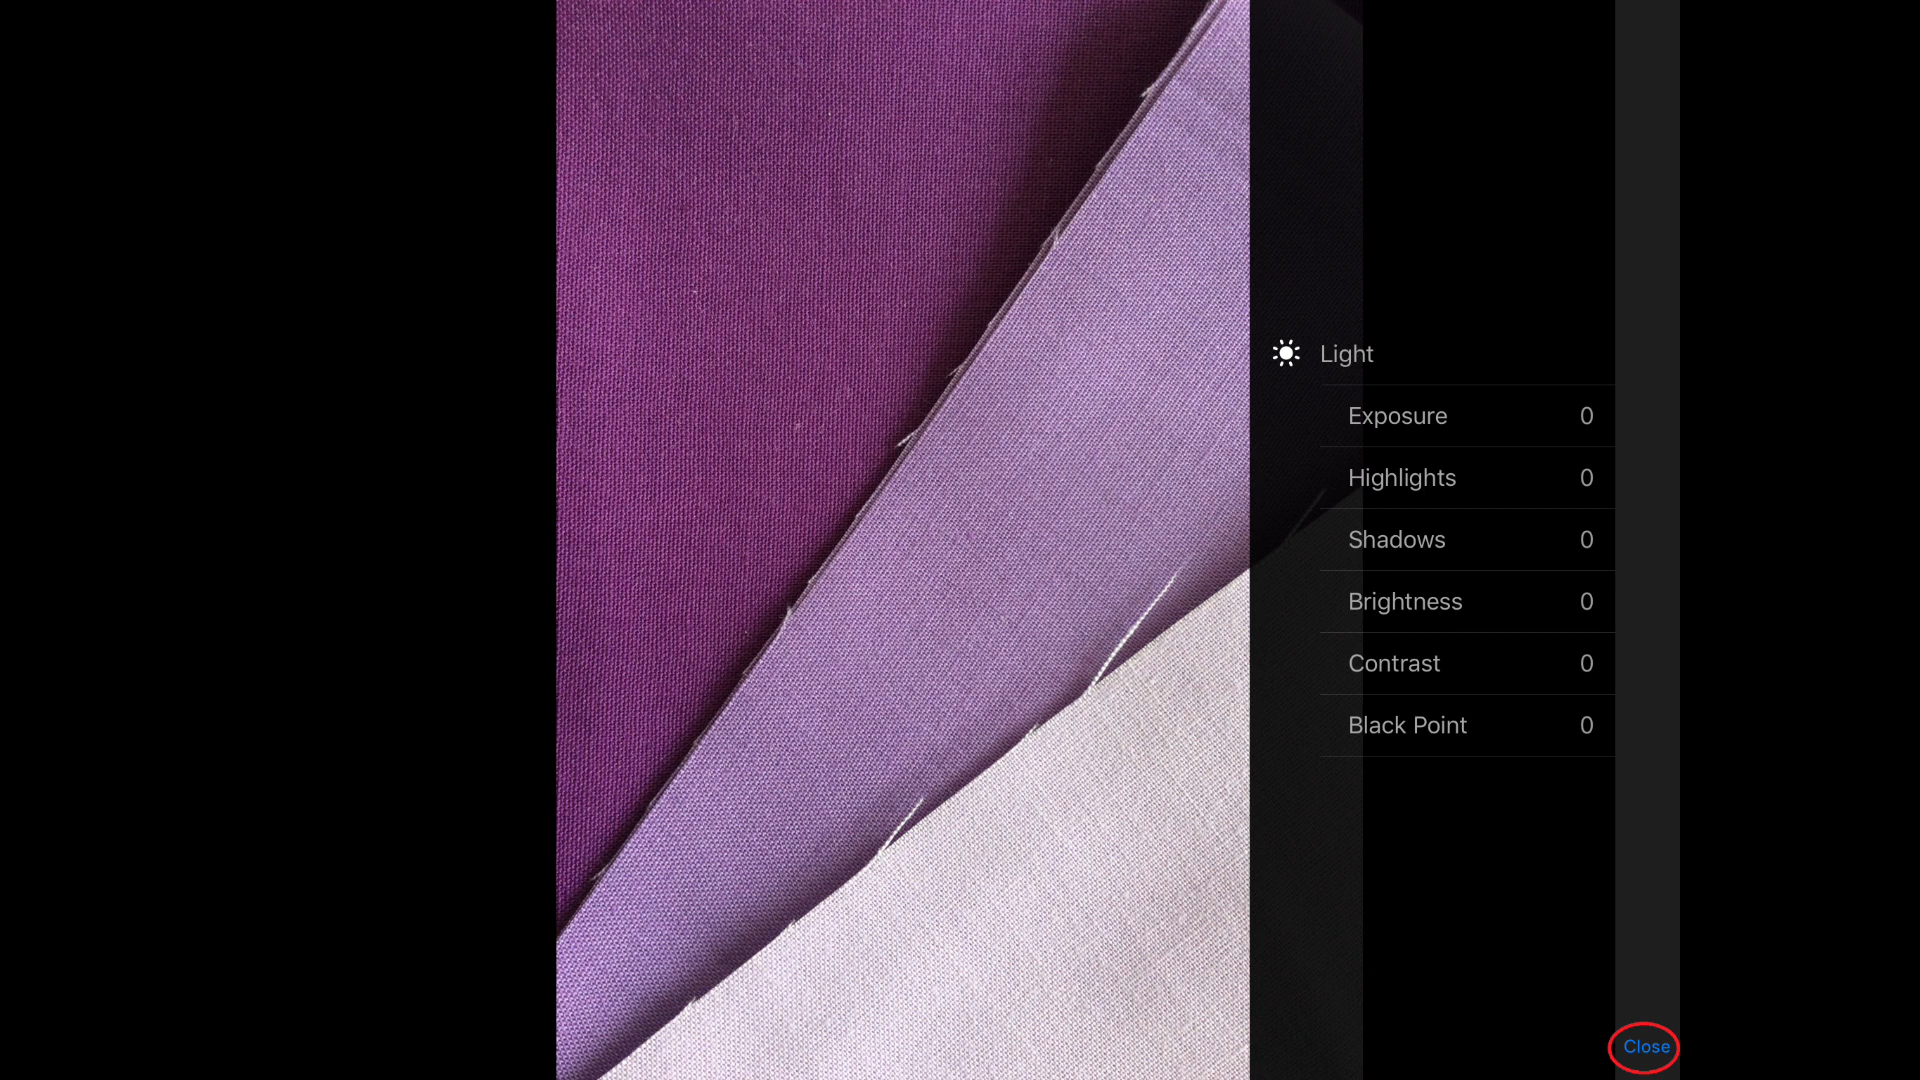 Light
Exposure 0
Highlights 0
Shadows 0
Brightness 0
Contrast 0
Black Point 0
Close